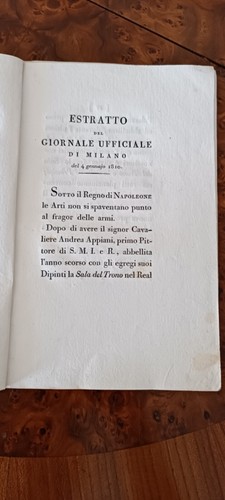 ESTRATTO
DEL
GIORNALE UFFICIALE
DI MILANO
del 4 gennajo 1810.
SOTTO il Regno di NAPOLEONE
le Arti non si spaventano punto
al fragor delle armi.
Dopo di avere il signor Cava-
liere Andrea Appiani, primo Pit-
tore di S. M. I. e R., abbellita
l'anno scorso con gli egregi suoi
Dipinti la Sala del Trono nel Real